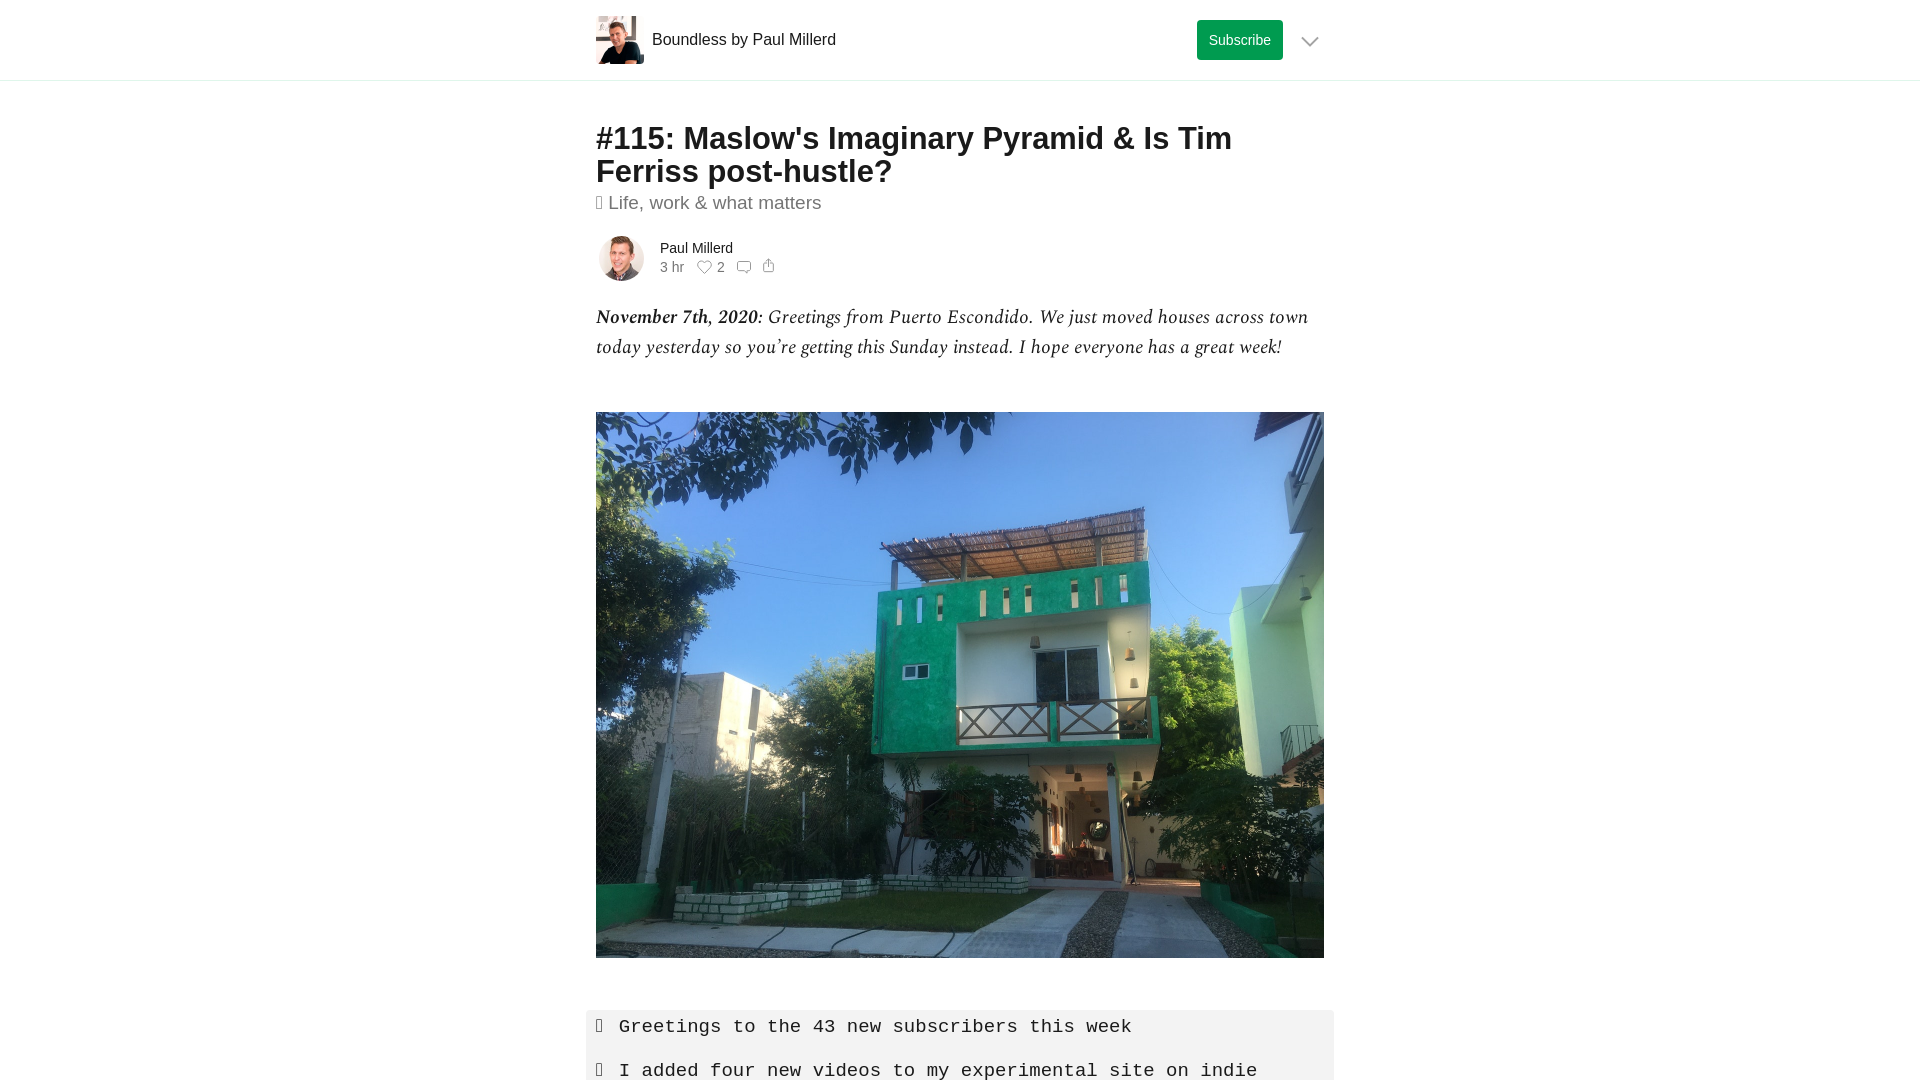 Boundless by Paul Millerd
Subscribe
#115: Maslow's Imaginary Pyramid & Is Tim
Ferriss post-hustle?
Life, work & what matters
Paul Millerd
3 hr 2
November 7th, 2020: Greetings from Puerto Escondido. We just moved houses across town
today yesterday so you’re getting this Sunday instead. I hope everyone has a great week!
Greetings to the 43 new subscribers this week
I added four new videos to my experimental site on indie